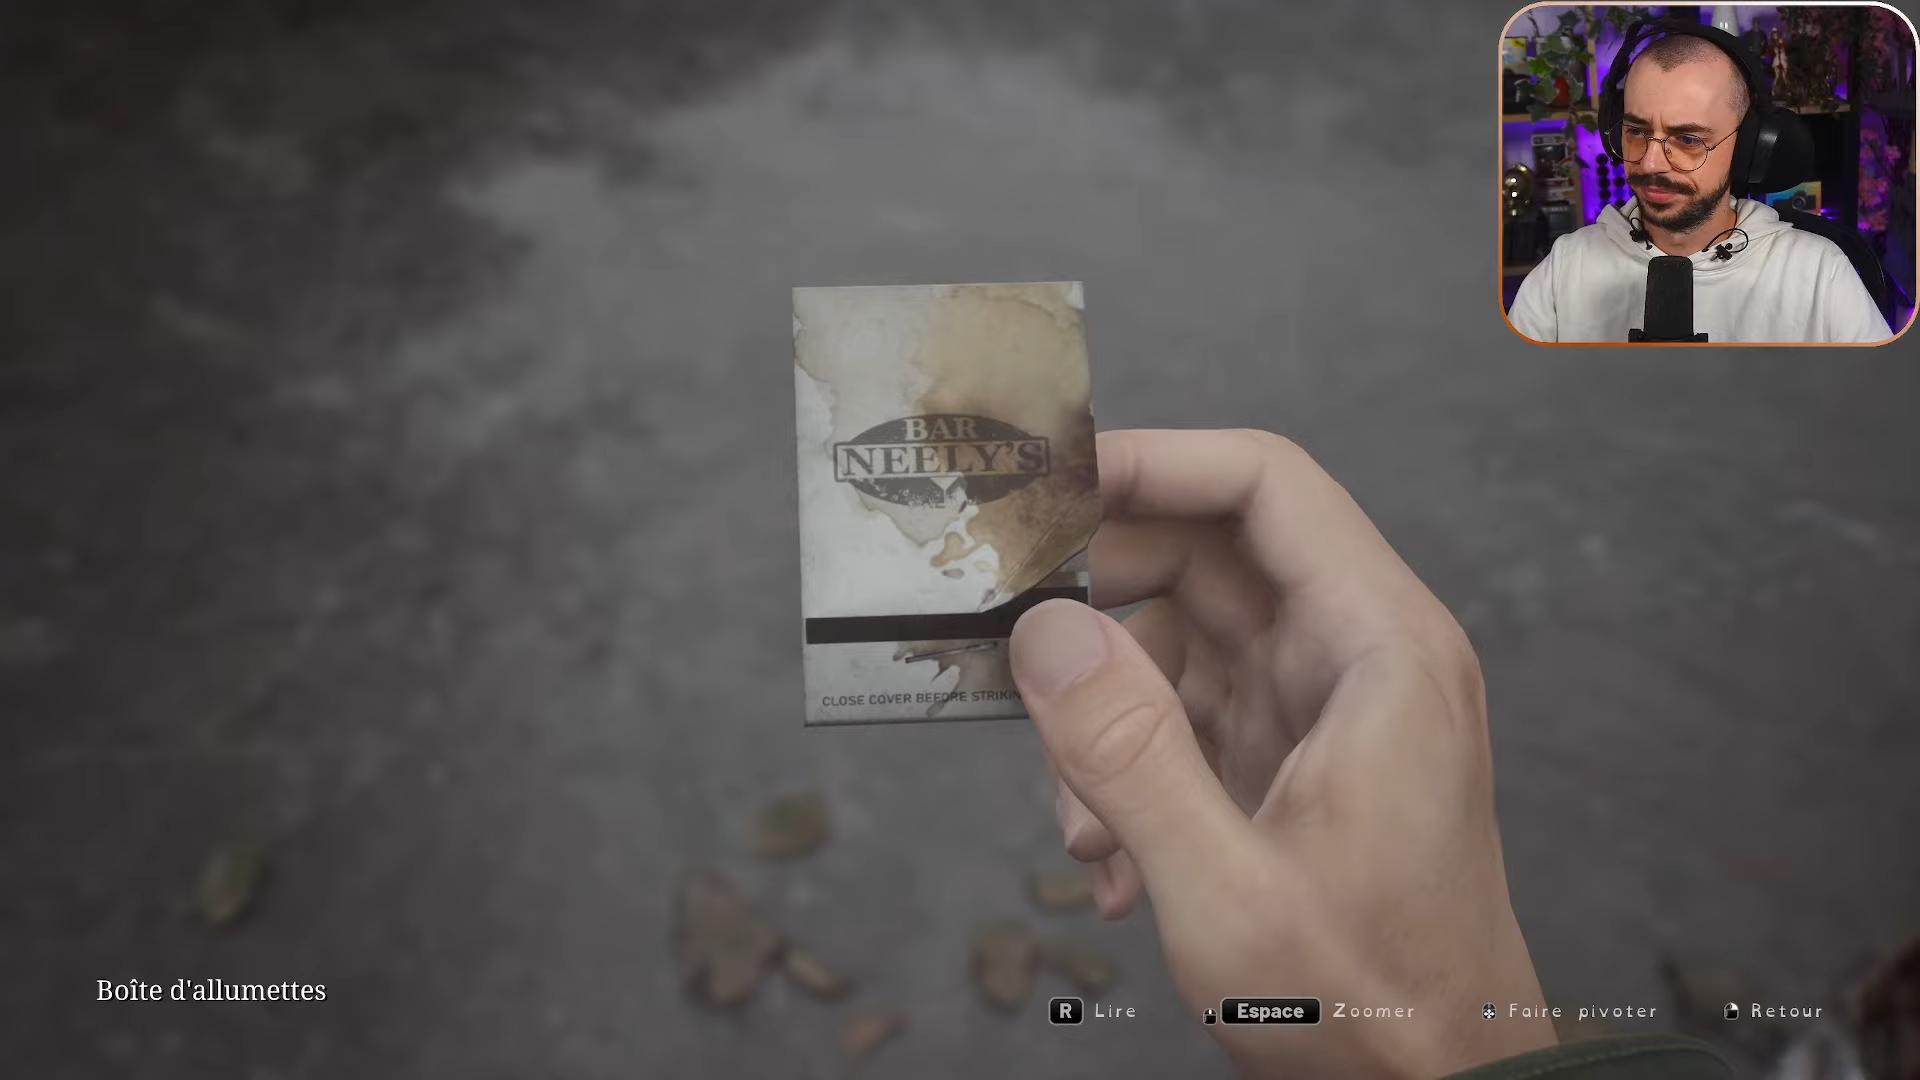 BAR
NEELY'S
CLOSE COVER BEFORE STRIKIN
Boîte d'allumettes
R Lire
Espace Zoomer
Faire pivoter
Retour